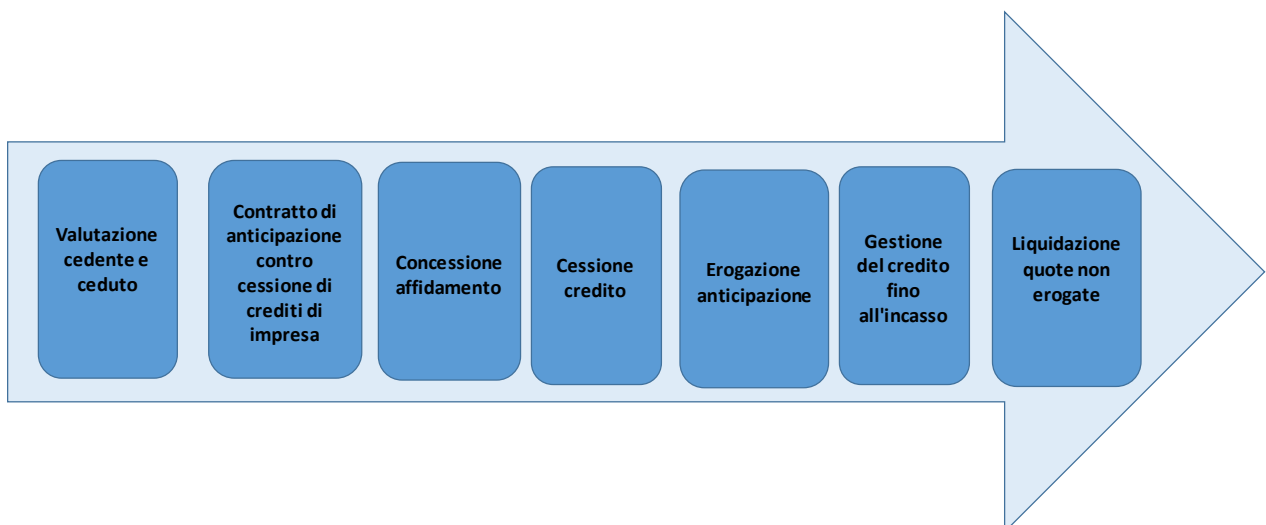 Valutazione
cedente e
ceduto
Contratto di
anticipazione
contro
cessione di
crediti di
impresa
Concessione
affidamento
Cessione
credito
Erogazione
anticipazione
Gestione
del credito
fino
all'incasso
Liquidazione
quote non
erogate